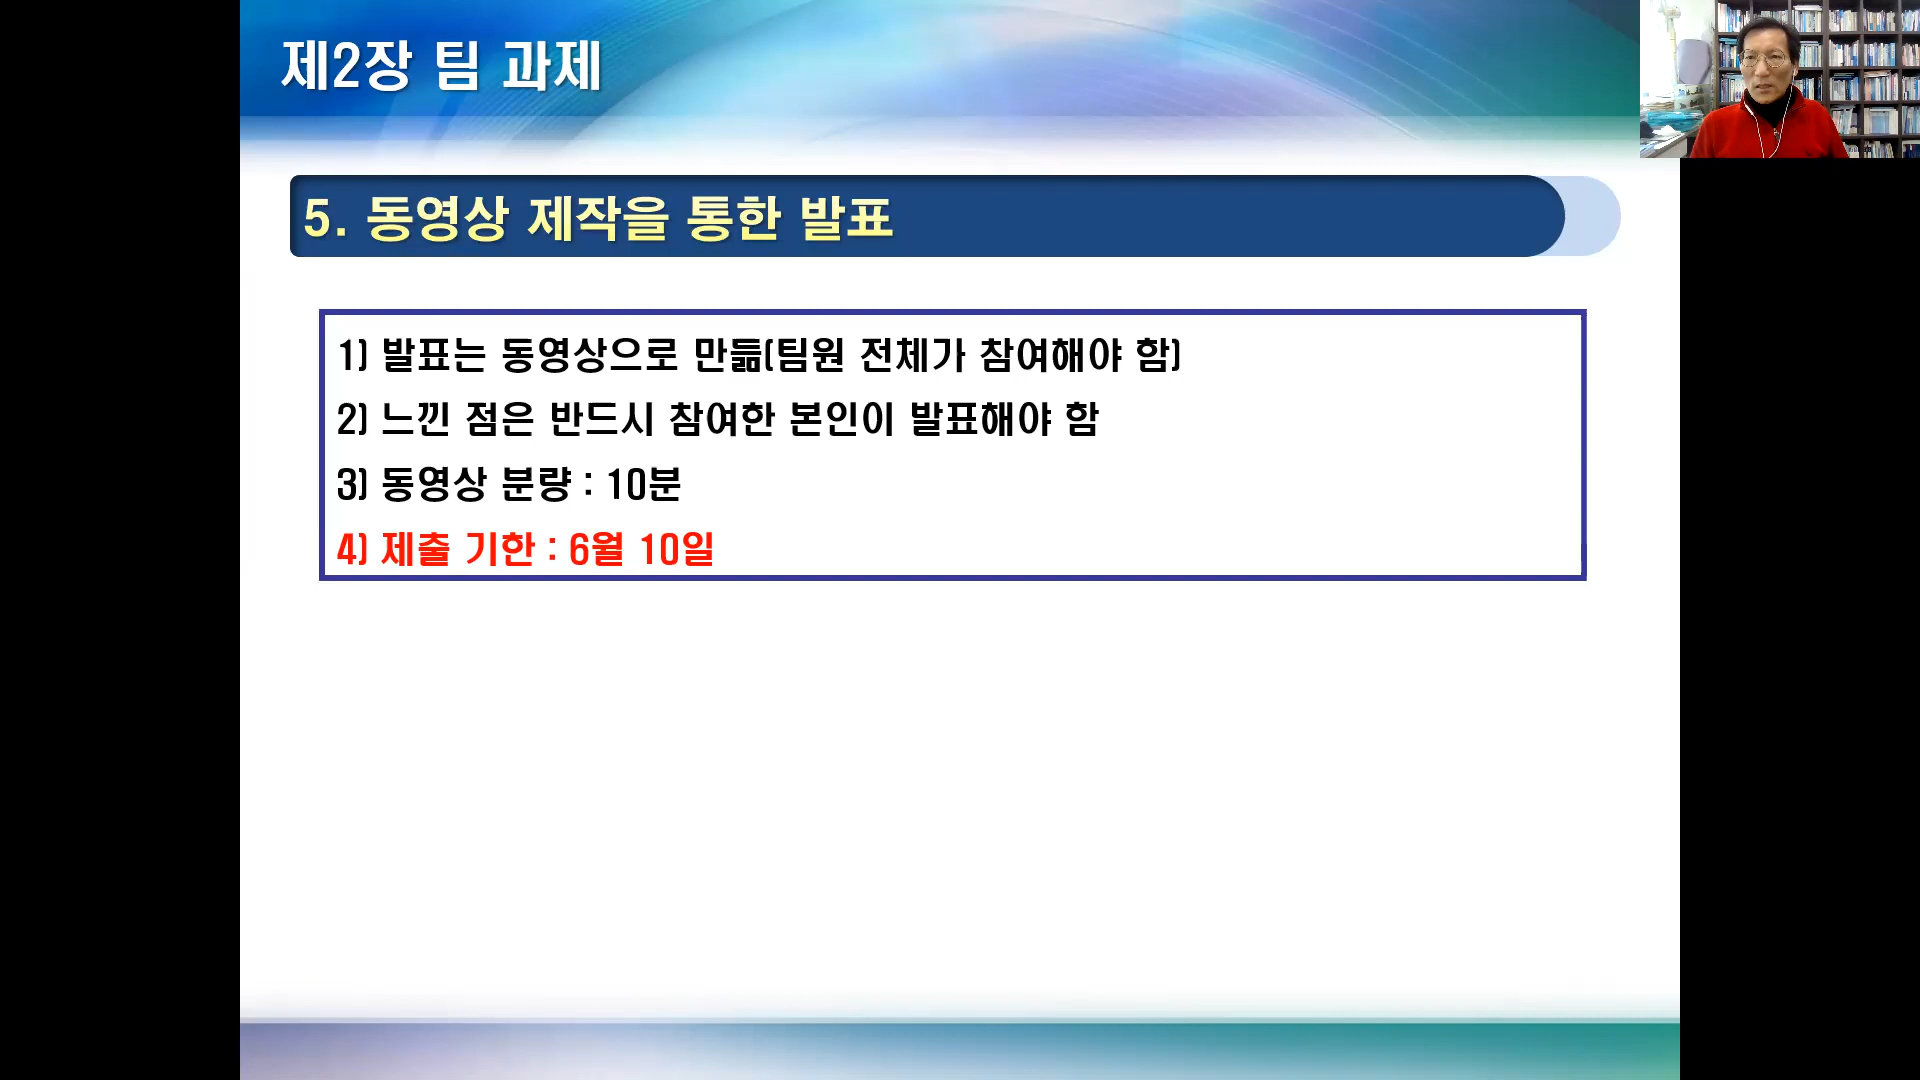 제2장 팀 과제
5. 동영상 제작을 통한 발표
1) 발표는 동영상으로 만듦(팀원 전체가 참여해야 함)
2) 느낀 점은 반드시 참여한 본인이 발표해야 함
3) 동영상 분량 : 10분
4) 제출 기한 : 6월 10일